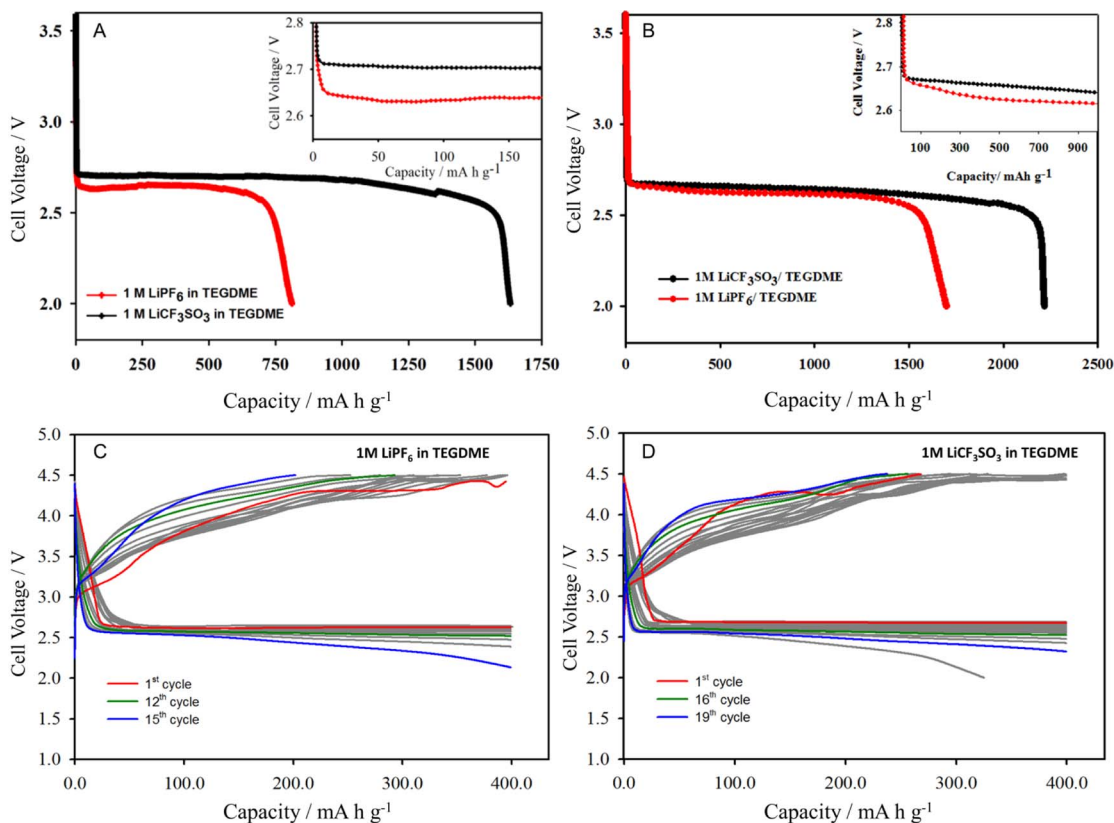 A
3.5
3.0
2.5
2.0
Cell Voltage / V
0 250 500 750 1000 1250 1500 1750
Capacity / mA h g⁻¹
1 M LiPF₆ in TEGDME
1 M LiCF₃SO₃ in TEGDME
2.8
2.7
2.6
Cell Voltage / V
0 50 100 150
Capacity / mA h g⁻¹
B
3.5
3.0
2.5
2.0
Cell Voltage / V
0 500 1000 1500 2000 2500
Capacity / mA h g⁻¹
1M LiCF₃SO₃/ TEGDME
1M LiPF₆/ TEGDME
2.8
2.7
2.6
Cell Voltage / V
100 300 500 700 900
Capacity/ mAh g⁻¹
C
1M LiPF₆ in TEGDME
5.0
4.5
4.0
3.5
3.0
2.5
2.0
1.5
1.0
Cell Voltage / V
1ˢᵗ cycle
12ᵗʰ cycle
15ᵗʰ cycle
0.0 100.0 200.0 300.0 400.0
Capacity / mA h g⁻¹
D
1M LiCF₃SO₃ in TEGDME
5.0
4.5
4.0
3.5
3.0
2.5
2.0
1.5
1.0
Cell Voltage / V
1ˢᵗ cycle
16ᵗʰ cycle
19ᵗʰ cycle
0.0 100.0 200.0 300.0 400.0
Capacity / mA h g⁻¹